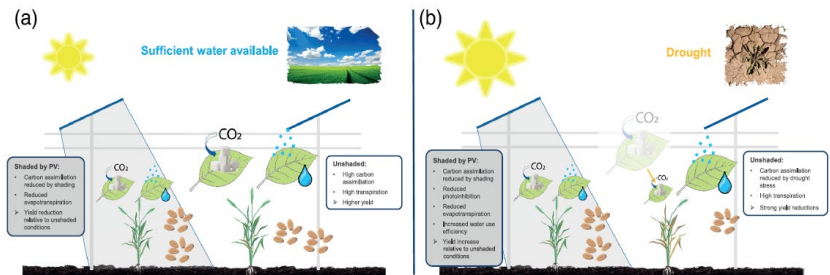 (a)
Sufficient water available
CO₂
CO₂
Shaded by PV:
• Carbon assimilation
reduced by shading
• Reduced
evapotranspiration
➢ Yield reduction
relative to unshaded
conditions
Unshaded:
• High carbon
assimilation
• High transpiration
➢ Higher yield
(b)
Drought
CO₂
CO₂
CO₂
Shaded by PV:
• Carbon assimilation
reduced by shading
• Reduced
photoinhibition
• Reduced
evapotranspiration
• Increased water use
efficiency
➢ Yield increase
relative to unshaded
conditions
Unshaded:
• Carbon assimilation
reduced by drought
stress
• High transpiration
➢ Strong yield reductions